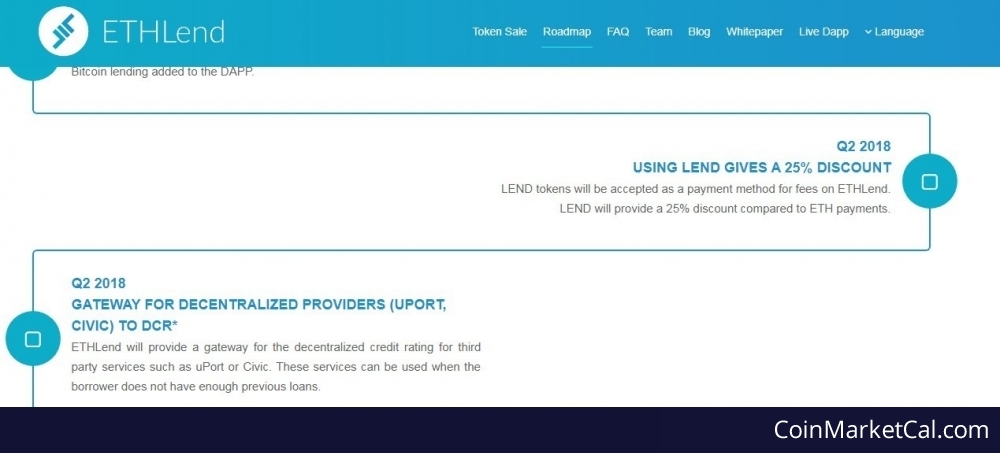 ETHLend
Token Sale Roadmap FAQ Team Blog Whitepaper Live Dapp Language
Bitcoin lending added to the DAPP.
Q2 2018
USING LEND GIVES A 25% DISCOUNT
LEND tokens will be accepted as a payment method for fees on ETHLend.
LEND will provide a 25% discount compared to ETH payments.
Q2 2018
GATEWAY FOR DECENTRALIZED PROVIDERS (UPORT,
CIVIC) TO DCR*
ETHLend will provide a gateway for the decentralized credit rating for third
party services such as uPort or Civic. These services can be used when the
borrower does not have enough previous loans.
CoinMarketCal.com